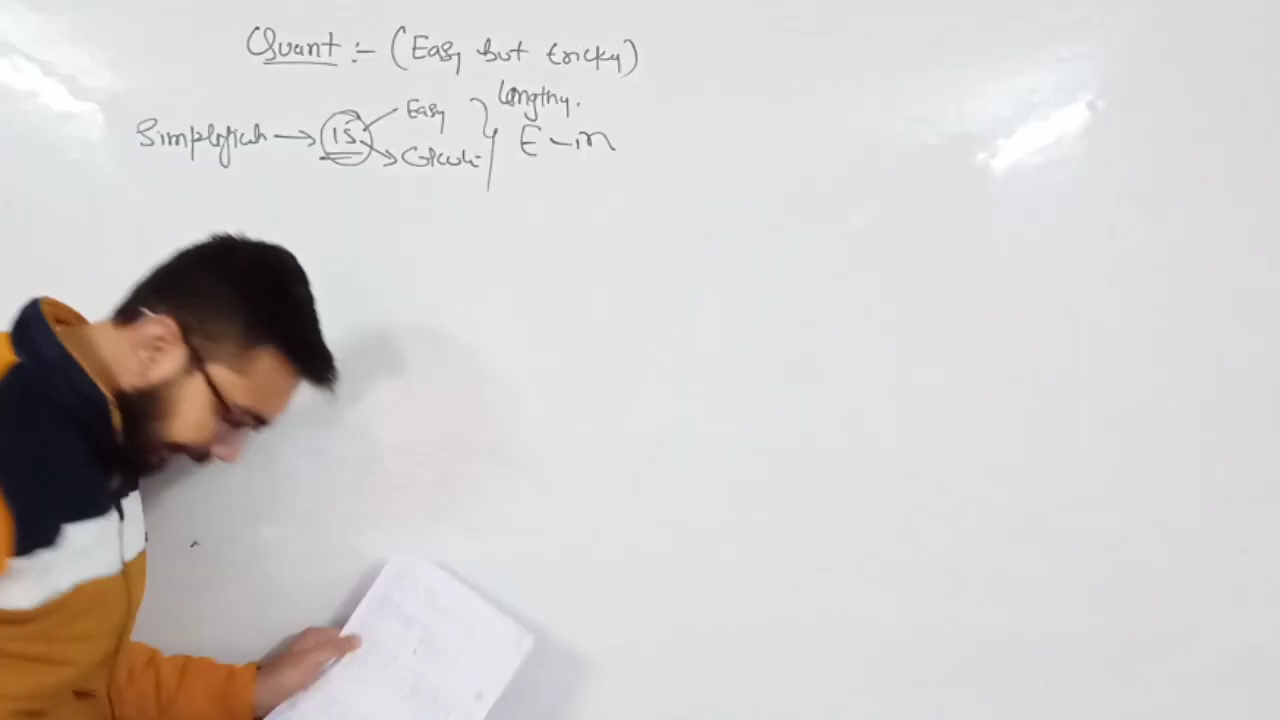 Quant :- (Easy but tricky)
Simplification → 15 Easy Lengthy.
Calculi- E-m